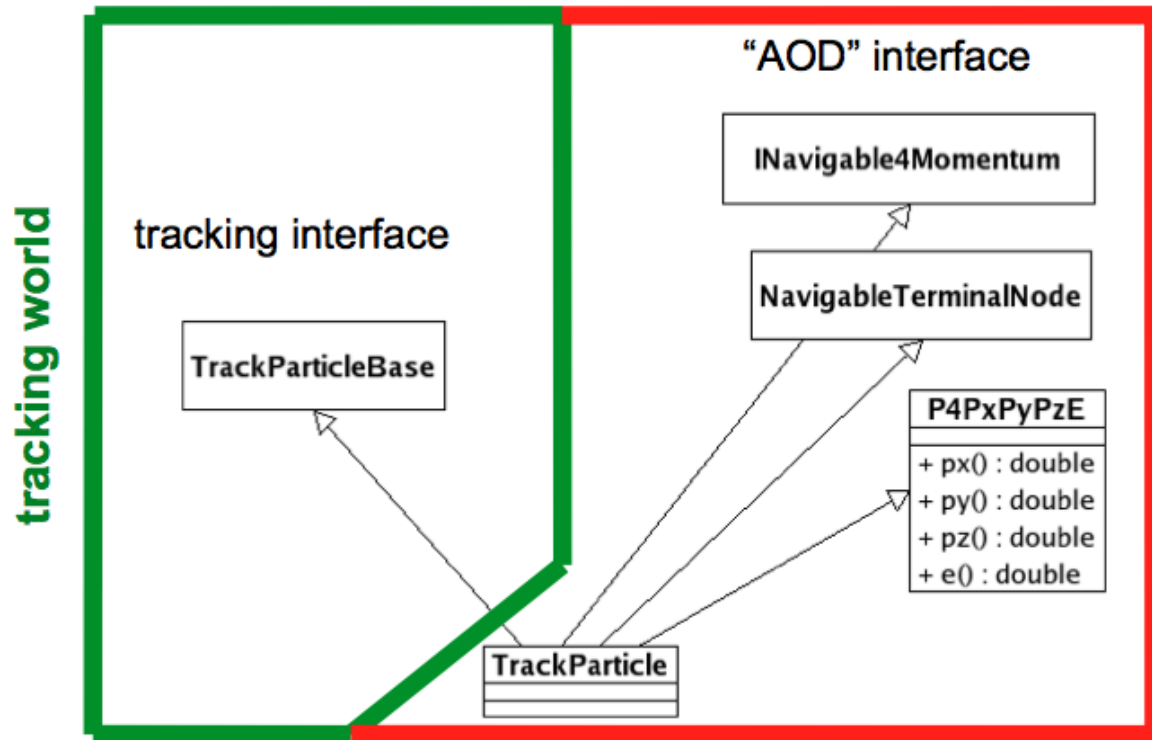 tracking world
tracking interface
TrackParticleBase
“AOD” interface
INavigable4Momentum
NavigableTerminalNode
P4PxPyPzE
+ px() : double
+ py() : double
+ pz() : double
+ e() : double
TrackParticle